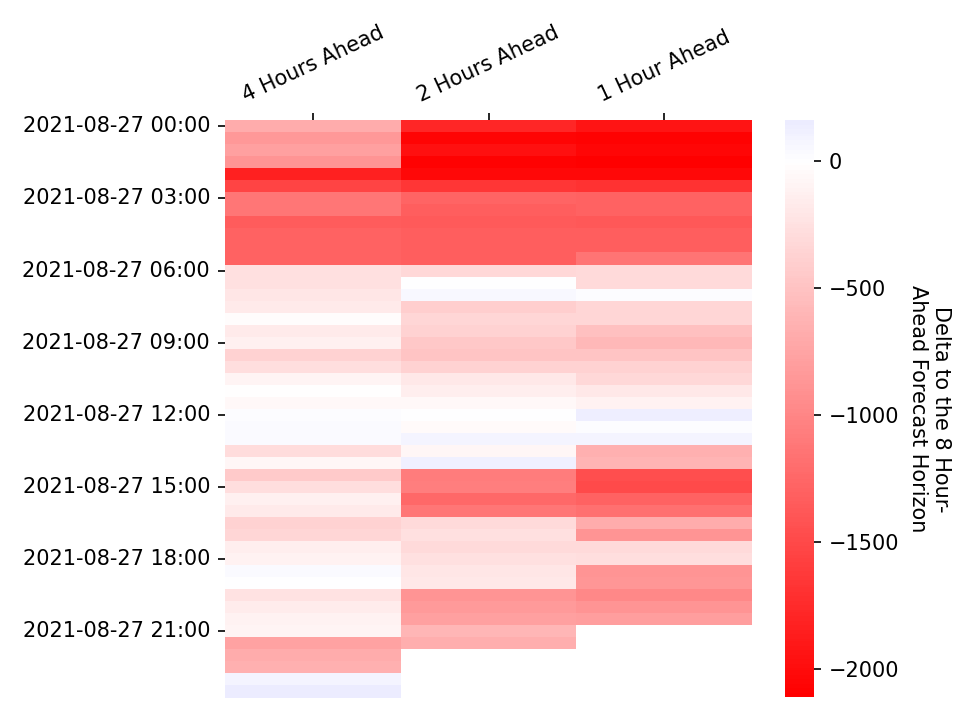 4 Hours Ahead
2 Hours Ahead
1 Hour Ahead
2021-08-27 00:00
2021-08-27 03:00
2021-08-27 06:00
2021-08-27 09:00
2021-08-27 12:00
2021-08-27 15:00
2021-08-27 18:00
2021-08-27 21:00
0
−500
−1000
−1500
−2000
Delta to the 8 Hour-
Ahead Forecast Horizon